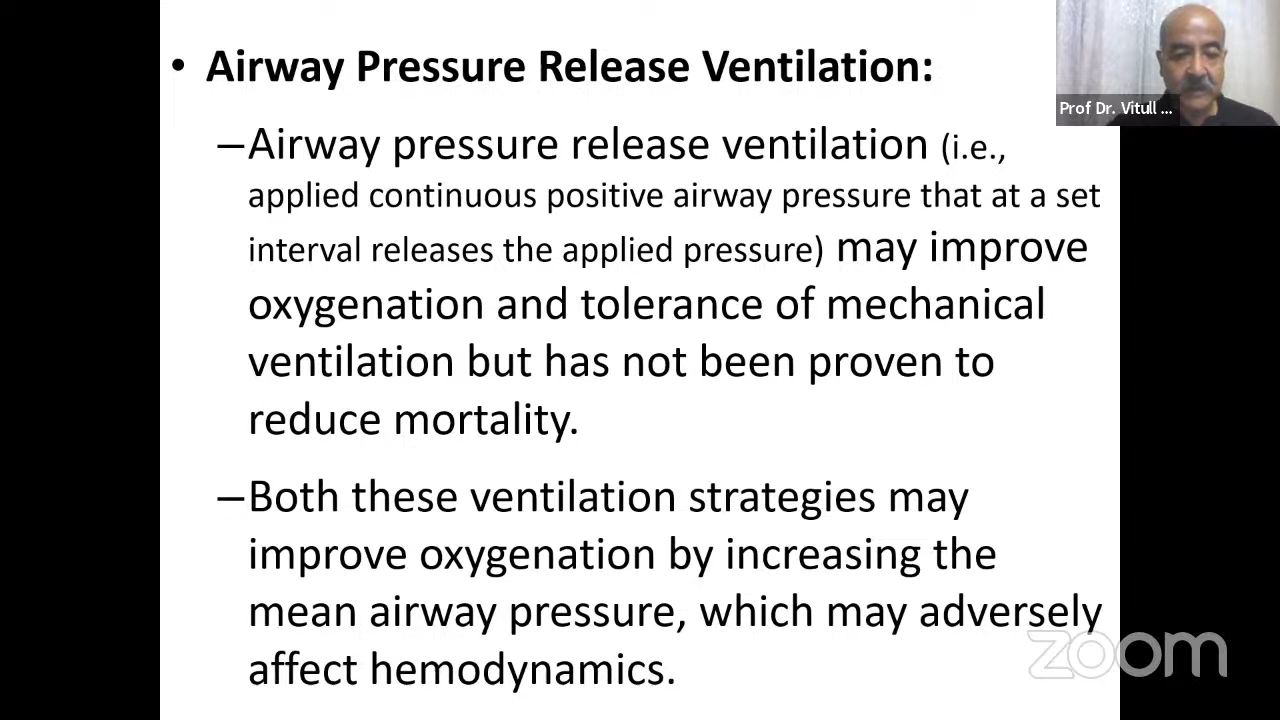 • Airway Pressure Release Ventilation:
–Airway pressure release ventilation (i.e.,
applied continuous positive airway pressure that at a set
interval releases the applied pressure) may improve
oxygenation and tolerance of mechanical
ventilation but has not been proven to
reduce mortality.
–Both these ventilation strategies may
improve oxygenation by increasing the
mean airway pressure, which may adversely
affect hemodynamics.
Prof Dr. Vitull ...
zoom